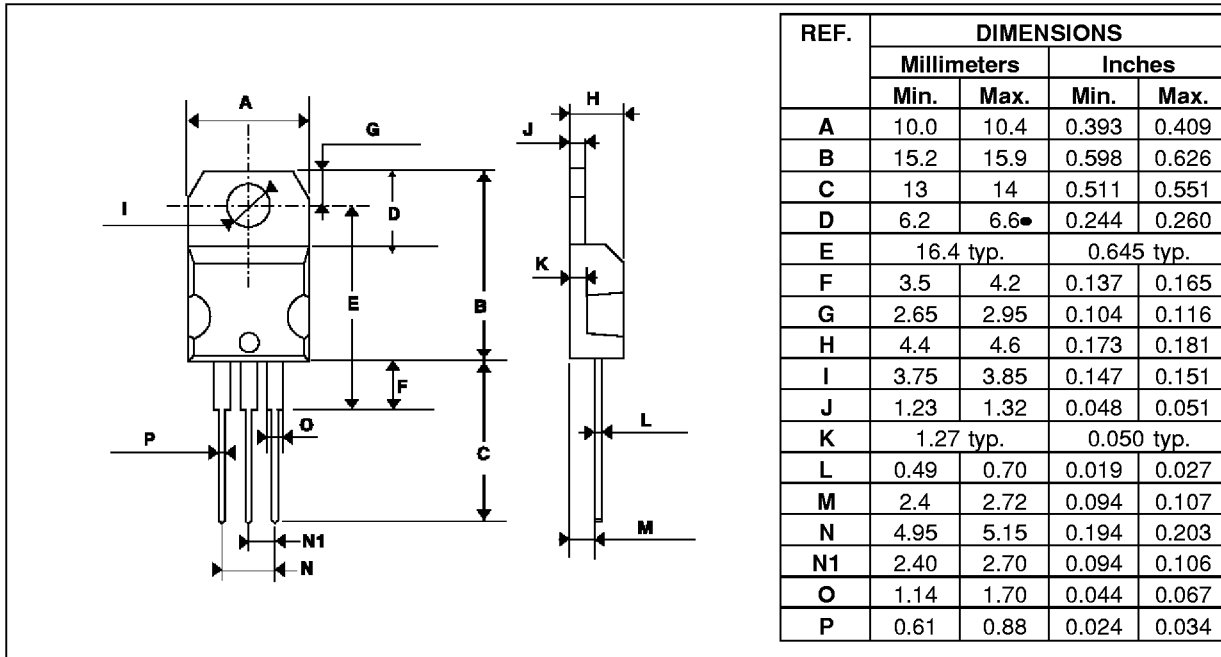 A
G
I
D
E
B
F
O
P
C
N1
N
H
J
K
L
M
REF. DIMENSIONS
Millimeters Inches
Min. Max. Min. Max.
A 10.0 10.4 0.393 0.409
B 15.2 15.9 0.598 0.626
C 13 14 0.511 0.551
D 6.2 6.6 0.244 0.260
E 16.4 typ. 0.645 typ.
F 3.5 4.2 0.137 0.165
G 2.65 2.95 0.104 0.116
H 4.4 4.6 0.173 0.181
I 3.75 3.85 0.147 0.151
J 1.23 1.32 0.048 0.051
K 1.27 typ. 0.050 typ.
L 0.49 0.70 0.019 0.027
M 2.4 2.72 0.094 0.107
N 4.95 5.15 0.194 0.203
N1 2.40 2.70 0.094 0.106
O 1.14 1.70 0.044 0.067
P 0.61 0.88 0.024 0.034